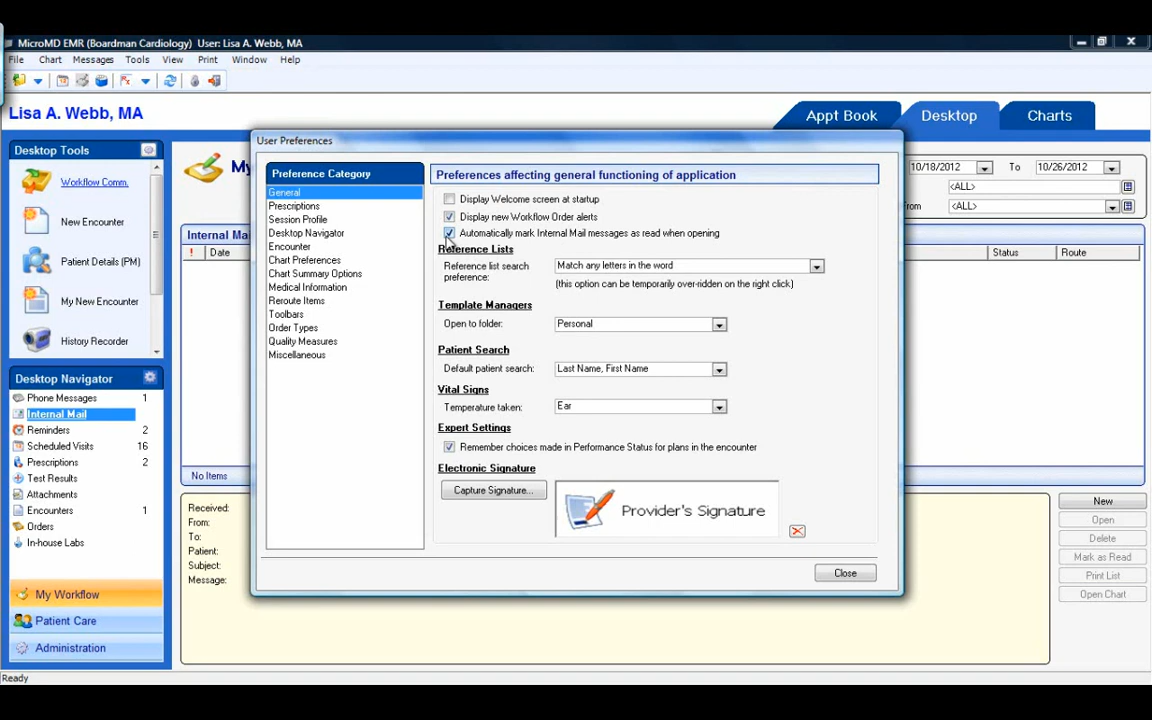 MicroMD EMR (Boardman Cardiology) User: Lisa A. Webb, MA
File Chart Messages Tools View Print Window Help
Lisa A. Webb, MA
Appt Book Desktop Charts
Desktop Tools
Workflow Comm.
New Encounter
Patient Details (PM)
My New Encounter
History Recorder
Desktop Navigator
Phone Messages 1
Internal Mail
Reminders 2
Scheduled Visits 16
Prescriptions 2
Test Results
Attachments
Encounters 1
Orders
In-house Labs
My Workflow
Patient Care
Administration
Ready
My
10/18/2012 To 10/26/2012
<ALL>
From <ALL>
Internal Mai
! Date Status Route
No Items
Received:
From:
To:
Patient:
Subject:
Message:
New
Open
Delete
Mark as Read
Print List
Open Chart
User Preferences
Preference Category
General
Prescriptions
Session Profile
Desktop Navigator
Encounter
Chart Preferences
Chart Summary Options
Medical Information
Reroute Items
Toolbars
Order Types
Quality Measures
Miscellaneous
Preferences affecting general functioning of application
Display Welcome screen at startup
Display new Workflow Order alerts
Automatically mark Internal Mail messages as read when opening
Reference Lists
Reference list search preference: Match any letters in the word
(this option can be temporarily over-ridden on the right click)
Template Managers
Open to folder: Personal
Patient Search
Default patient search: Last Name, First Name
Vital Signs
Temperature taken: Ear
Expert Settings
Remember choices made in Performance Status for plans in the encounter
Electronic Signature
Capture Signature...
Provider's Signature
Close